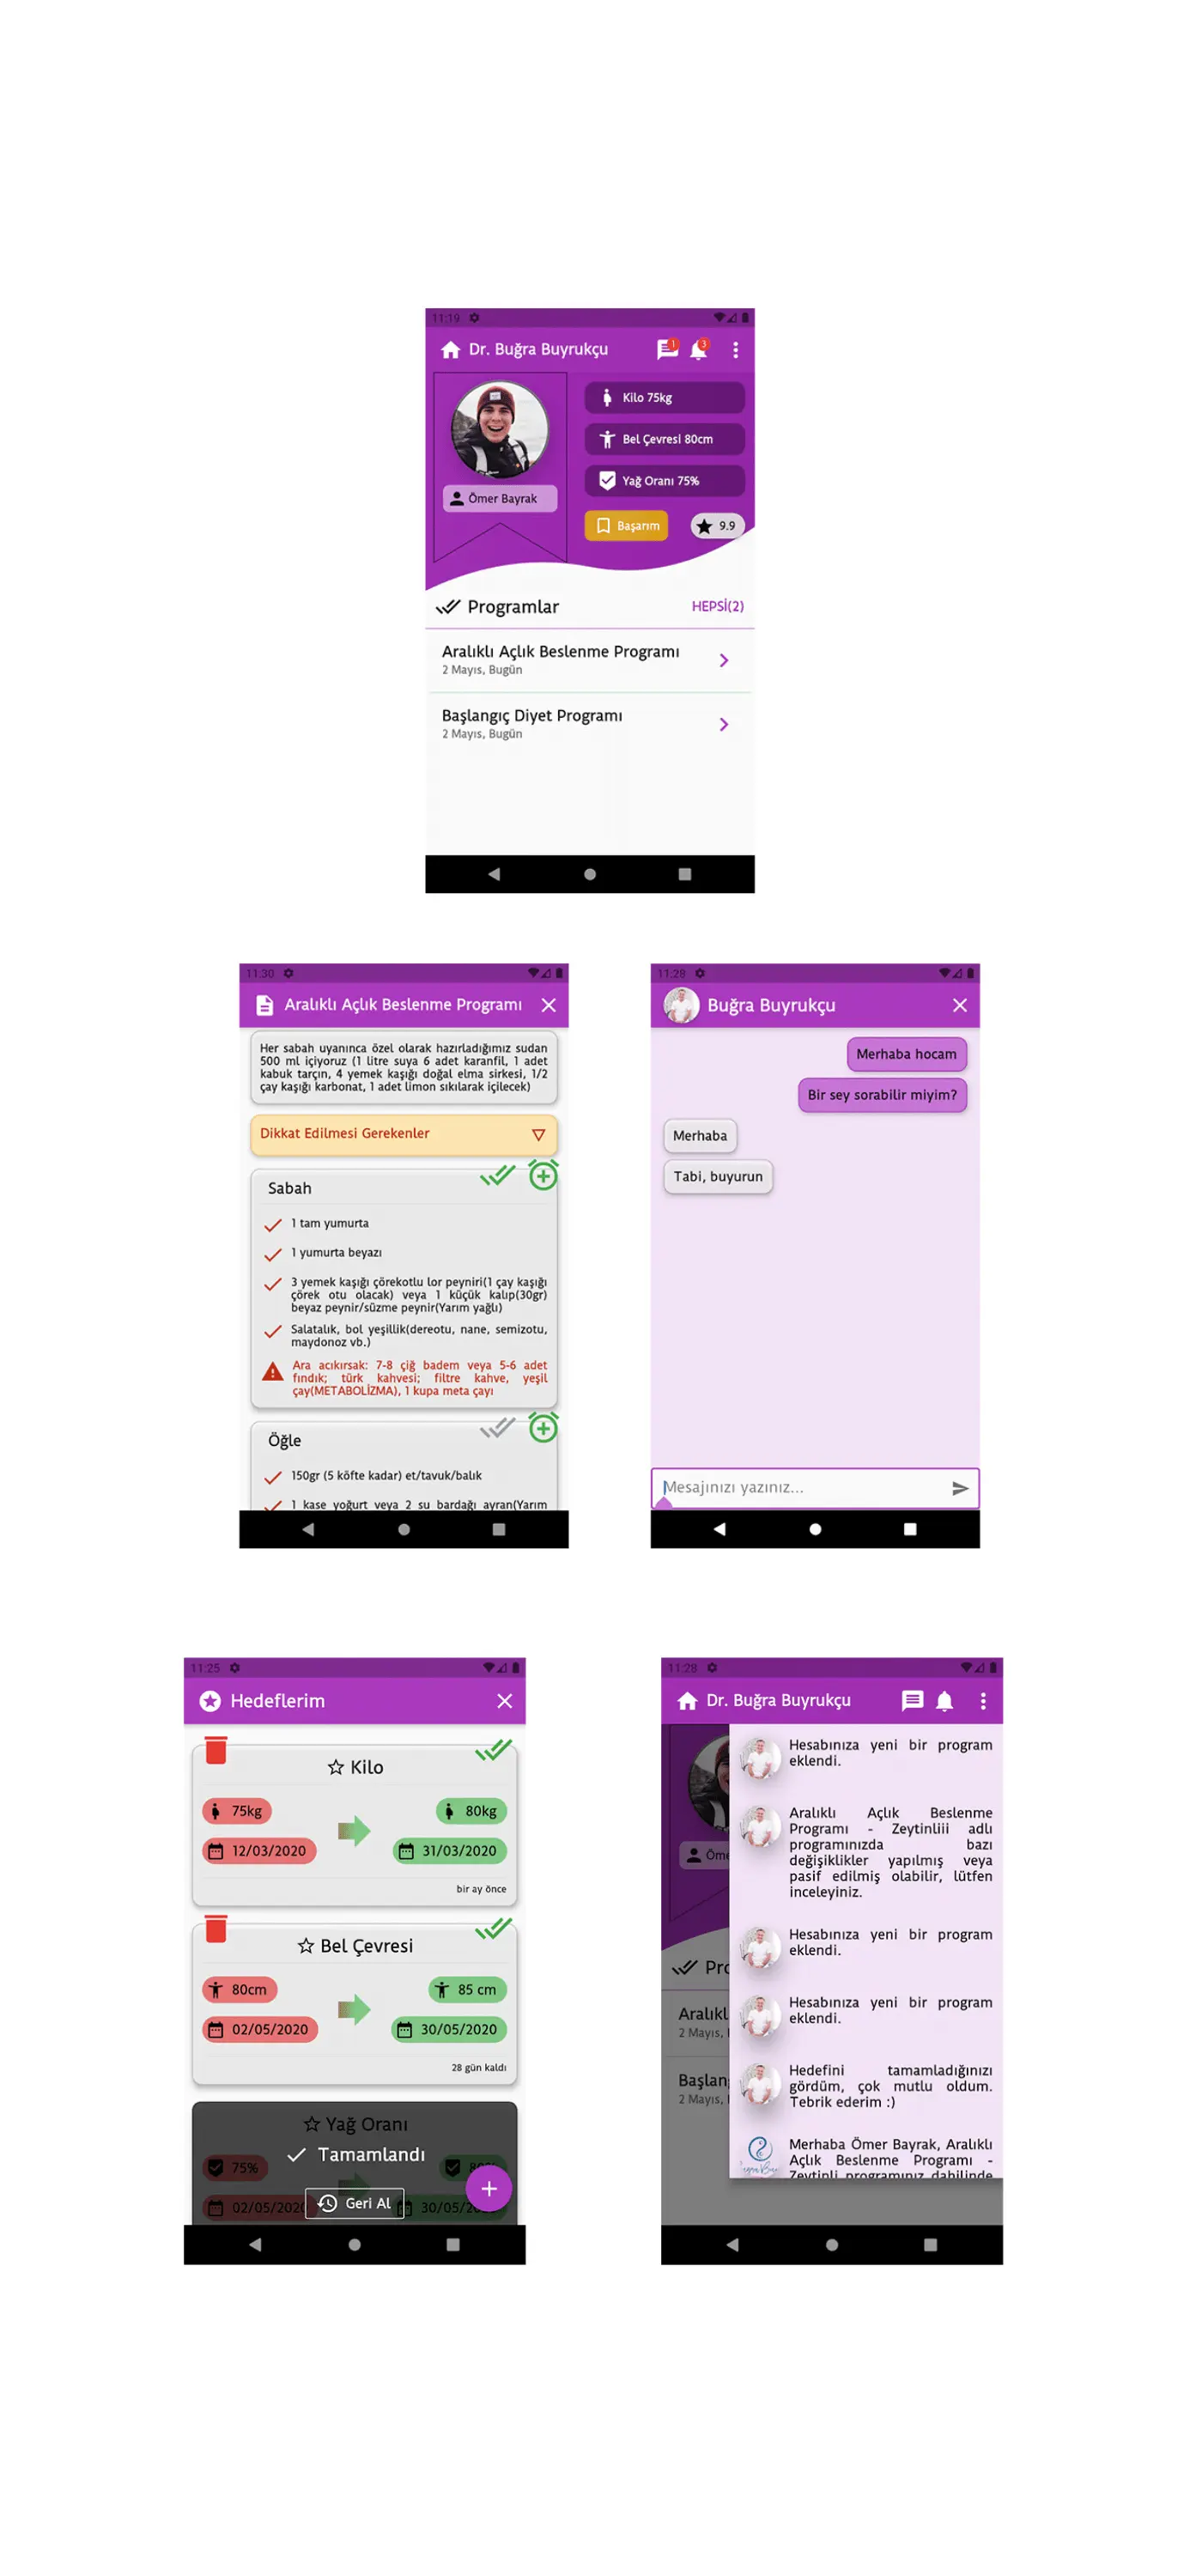 11:19
Dr. Buğra Buyrukçu
1
3
Kilo 75kg
Bel Çevresi 80cm
Yağ Oranı 75%
Ömer Bayrak
Başarım
9.9
Programlar
HEPSİ(2)
Aralıklı Açlık Beslenme Programı
2 Mayıs, Bugün
Başlangıç Diyet Programı
2 Mayıs, Bugün
11:30
Aralıklı Açlık Beslenme Programı
Her sabah uyanınca özel olarak hazırladığımız sudan
500 ml içiyoruz (1 litre suya 6 adet karanfil, 1 adet
kabuk tarçın, 4 yemek kaşığı doğal elma sirkesi, 1/2
çay kaşığı karbonat, 1 adet limon sıkılarak içilecek)
Dikkat Edilmesi Gerekenler
Sabah
1 tam yumurta
1 yumurta beyazı
3 yemek kaşığı çörekotlu lor peyniri(1 çay kaşığı
çörek otu olacak) veya 1 küçük kalıp(30gr)
beyaz peynir/süzme peynir(Yarım yağlı)
Salatalık, bol yeşillik(dereotu, nane, semizotu,
maydonoz vb.)
Ara acıkırsak: 7-8 çiğ badem veya 5-6 adet
fındık; türk kahvesi; filtre kahve, yeşil
çay(METABOLİZMA), 1 kupa meta çayı
Öğle
150gr (5 köfte kadar) et/tavuk/balık
1 kase yoğurt veya 2 su bardağı ayran(Yarım
11:28
Buğra Buyrukçu
Merhaba hocam
Bir sey sorabilir miyim?
Merhaba
Tabi, buyurun
Mesajınızı yazınız...
11:25
Hedeflerim
Kilo
75kg
80kg
12/03/2020
31/03/2020
bir ay önce
Bel Çevresi
80cm
85 cm
02/05/2020
30/05/2020
28 gün kaldı
Yağ Oranı
Tamamlandı
75%
Geri Al
02/05/202
30/05/2
11:28
Dr. Buğra Buyrukçu
Öme
Pro
Aralıkl
2 Mayıs,
Başlan
2 Mayıs,
Hesabınıza yeni bir program
eklendi.
Aralıklı Açlık Beslenme
Programı - Zeytinliii adlı
programınızda bazı
değişiklikler yapılmış veya
pasif edilmiş olabilir, lütfen
inceleyiniz.
Hesabınıza yeni bir program
eklendi.
Hesabınıza yeni bir program
eklendi.
Hedefini tamamladığınızı
gördüm, çok mutlu oldum.
Tebrik ederim :)
Merhaba Ömer Bayrak, Aralıklı
Açlık Beslenme Programı -
Zeytinli programınız dahilinde